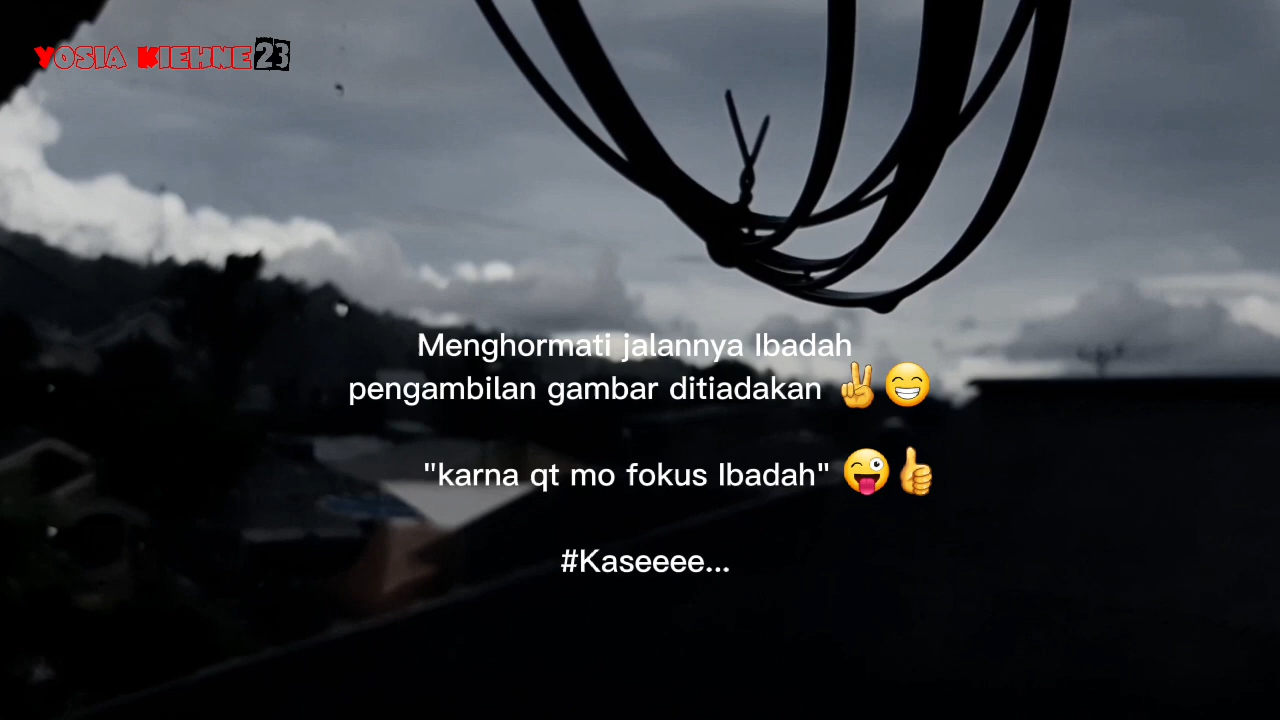 YOSIA KIEHNE23
Menghormati jalannya Ibadah
pengambilan gambar ditiadakan ✌😁
"karna qt mo fokus Ibadah" 😜👍
#Kaseeee...